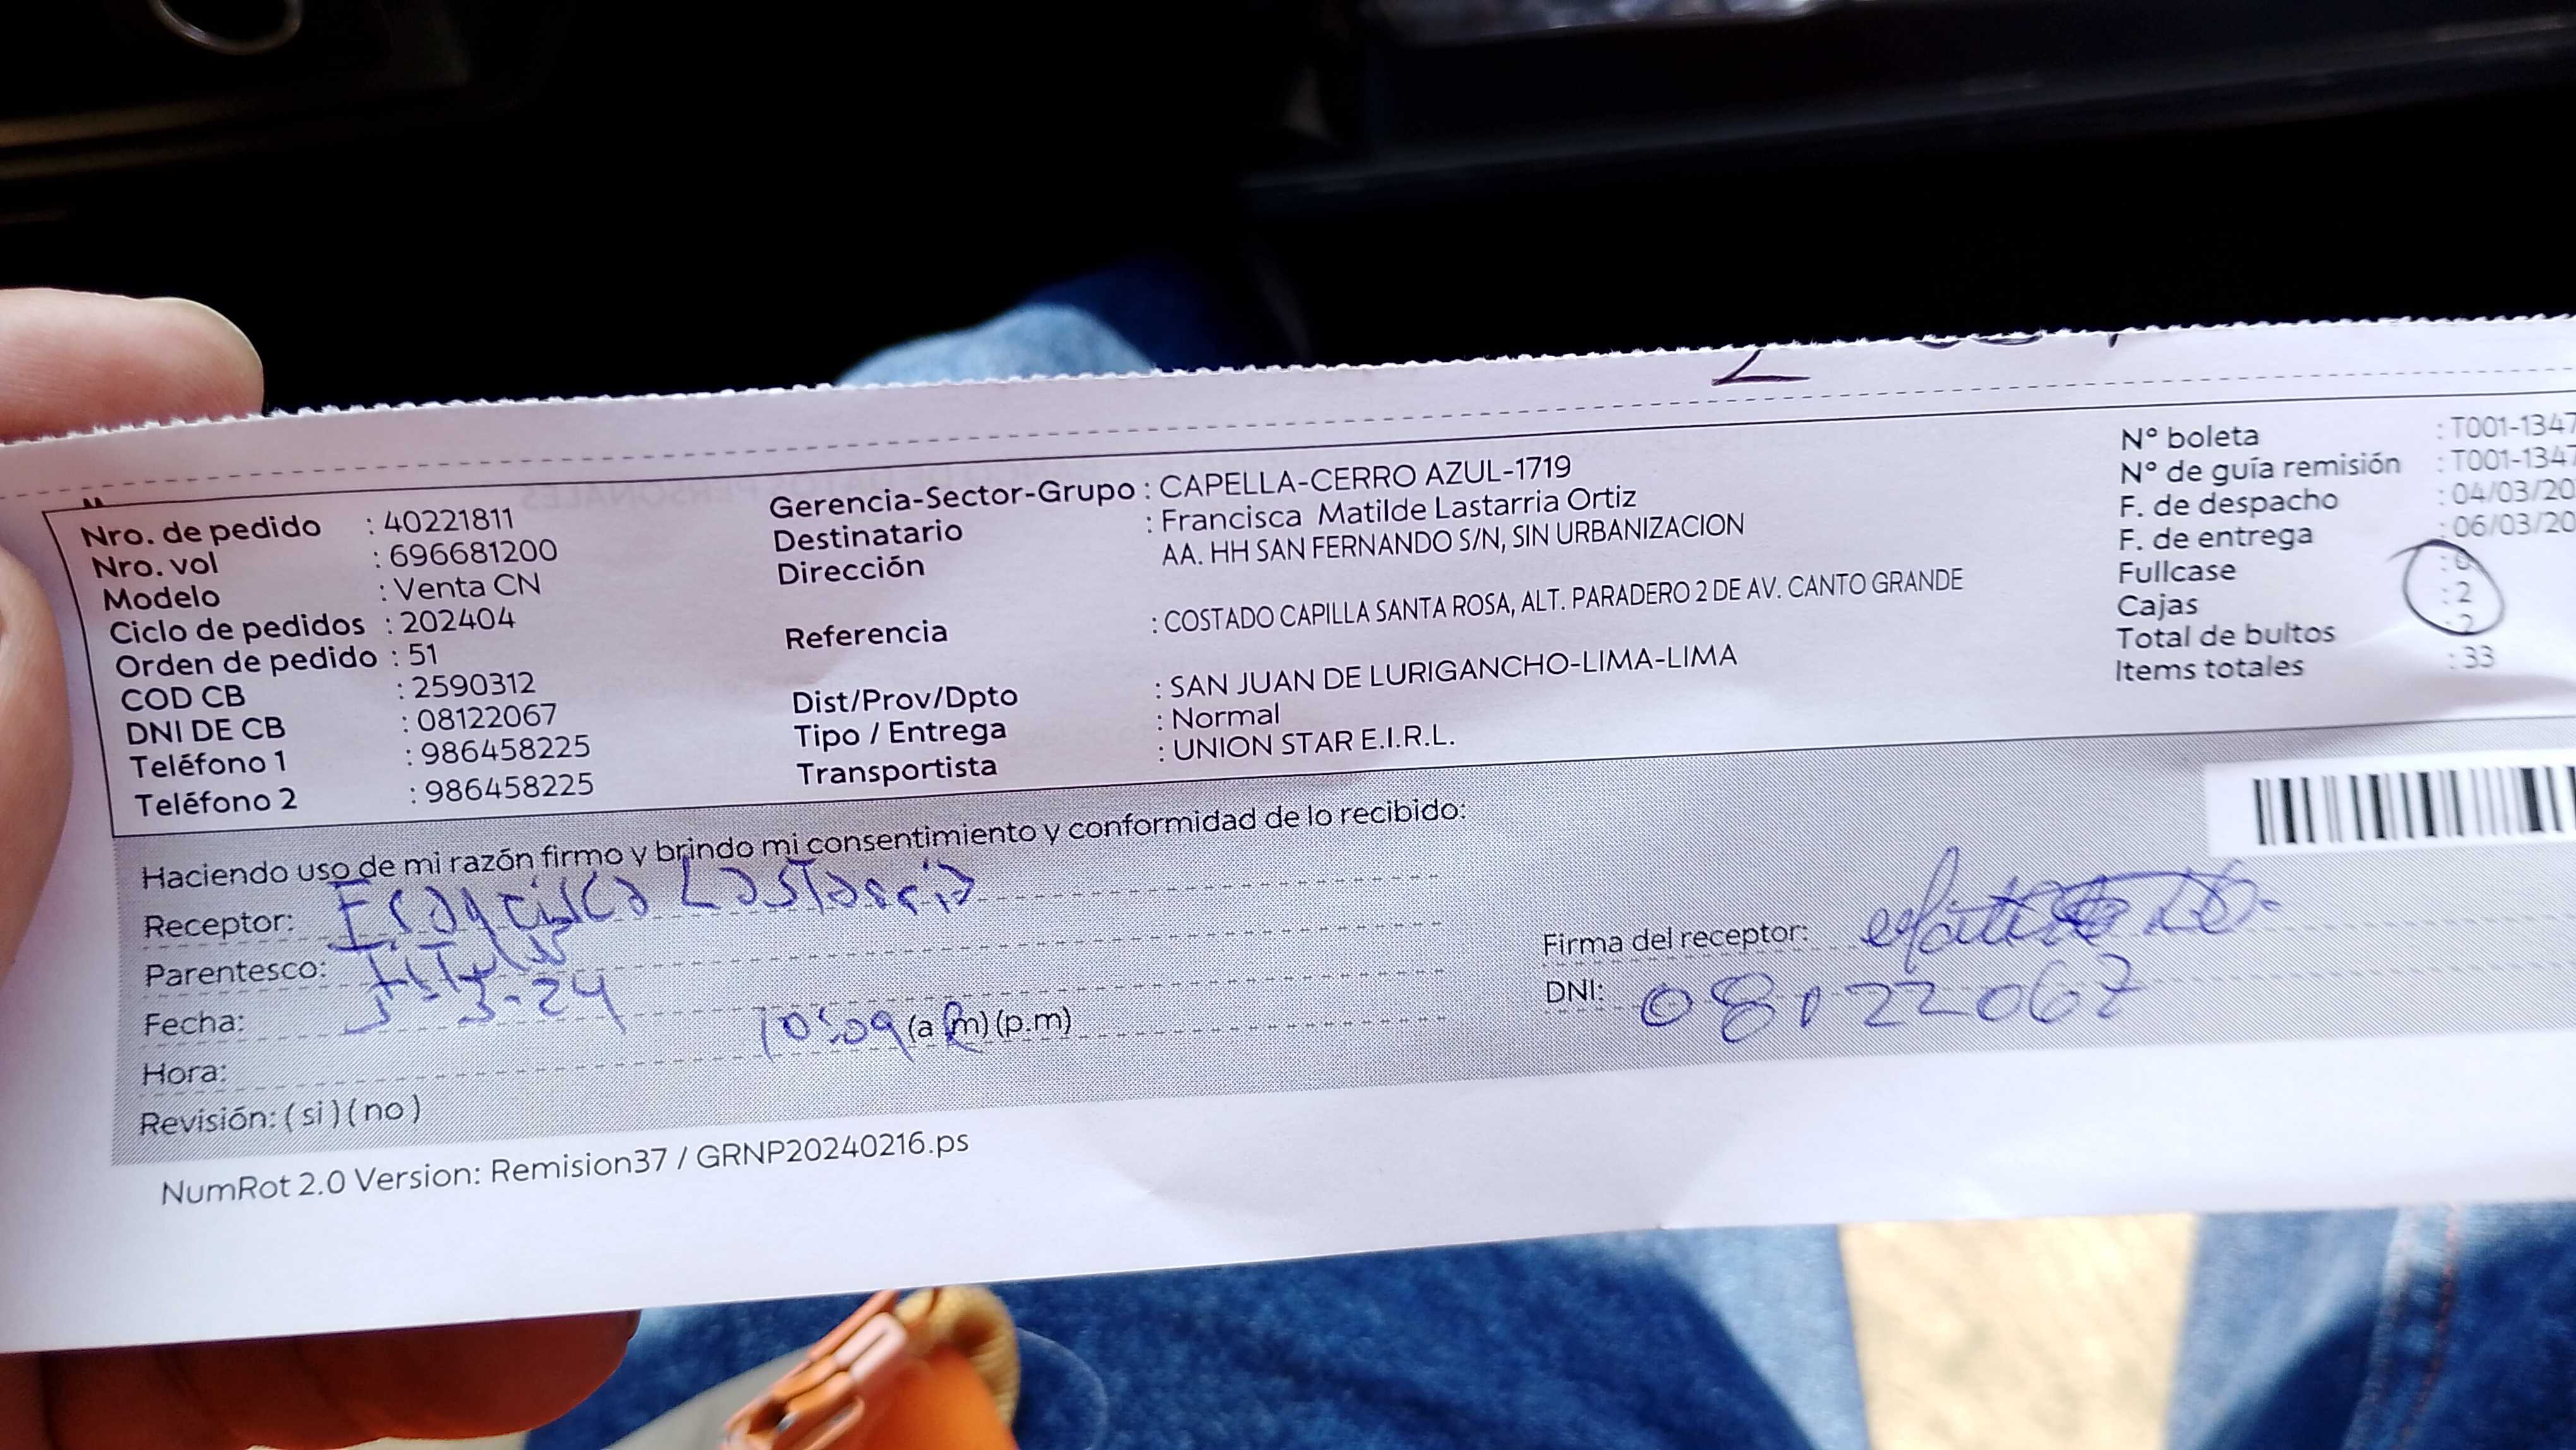 Nro. de pedido : 40221811
Nro. vol : 696681200
Modelo : Venta CN
Ciclo de pedidos : 202404
Orden de pedido : 51
COD CB : 2590312
DNI DE CB : 08122067
Teléfono 1 : 986458225
Teléfono 2 : 986458225
Gerencia-Sector-Grupo : CAPELLA-CERRO AZUL-1719
Destinatario : Francisca Matilde Lastarria Ortiz
Dirección AA. HH SAN FERNANDO S/N, SIN URBANIZACION
Referencia : COSTADO CAPILLA SANTA ROSA, ALT. PARADERO 2 DE AV. CANTO GRANDE
Dist/Prov/Dpto : SAN JUAN DE LURIGANCHO-LIMA-LIMA
Tipo / Entrega : Normal
Transportista : UNION STAR E.I.R.L.
N° boleta : T001-1347
N° de guía remisión : T001-1347
F. de despacho : 04/03/20
F. de entrega : 06/03/20
Fullcase : 0
Cajas : 2
Total de bultos : 2
Items totales : 33
Haciendo uso de mi razón firmo y brindo mi consentimiento y conformidad de lo recibido:
Receptor: Francisca Lastarria
Parentesco:
Fecha: 5 3-24
Hora: 10:09 (a.m) (p.m)
Revisión: ( si ) ( no )
Firma del receptor:
DNI: 08122067
NumRot 2.0 Version: Remision37 / GRNP20240216.ps